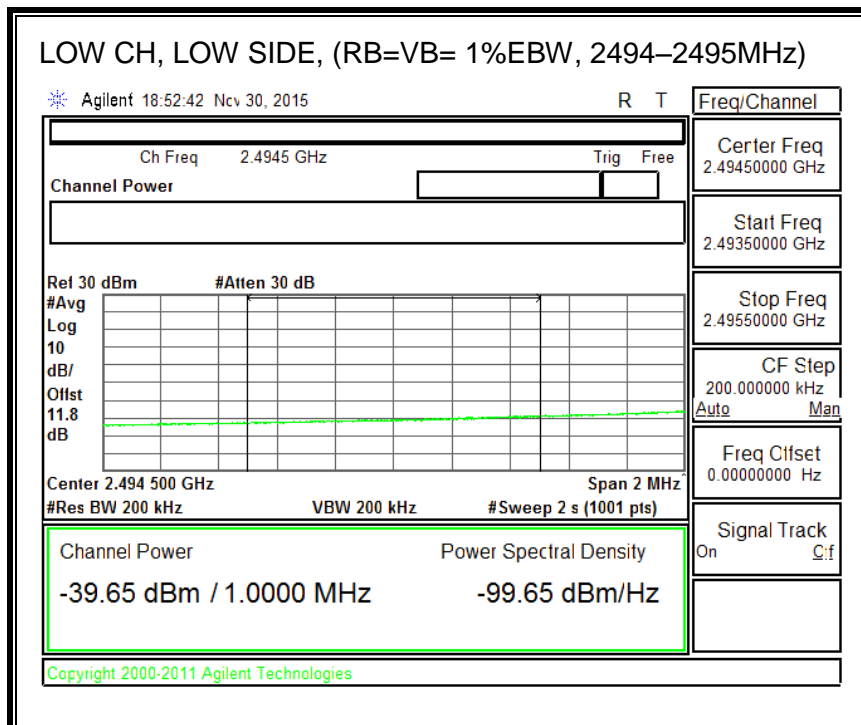 LOW CH, LOW SIDE, (RB=VB= 1%EBW, 2494–2495MHz)
Agilent 18:52:42 Nov 30, 2015 R T
Ch Freq 2.4945 GHz Trig Free
Channel Power
Ref 30 dBm #Atten 30 dB
#Avg
Log
10
dB/
Offst
11.8
dB
Center 2.494 500 GHz Span 2 MHz
#Res BW 200 kHz VBW 200 kHz #Sweep 2 s (1001 pts)
Channel Power Power Spectral Density
-39.65 dBm / 1.0000 MHz -99.65 dBm/Hz
Copyright 2000-2011 Agilent Technologies
Freq/Channel
Center Freq
2.49450000 GHz
Start Freq
2.49350000 GHz
Stop Freq
2.49550000 GHz
CF Step
200.000000 kHz
Auto Man
Freq Offset
0.00000000 Hz
Signal Track
On Off